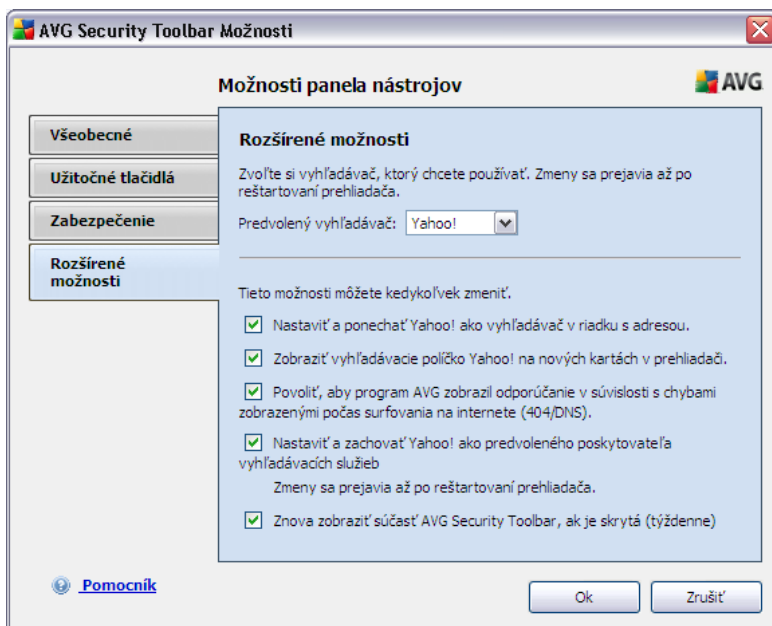 AVG Security Toolbar Možnosti
Možnosti panela nástrojov
AVG
Všeobecné
Užitočné tlačidlá
Zabezpečenie
Rozšírené
možnosti
Rozšírené možnosti
Zvoľte si vyhľadávač, ktorý chcete používať. Zmeny sa prejavia až po
reštartovaní prehliadača.
Predvolený vyhľadávač: Yahoo!
Tieto možnosti môžete kedykoľvek zmeniť.
Nastaviť a ponechať Yahoo! ako vyhľadávač v riadku s adresou.
Zobraziť vyhľadávacie políčko Yahoo! na nových kartách v prehliadači.
Povoliť, aby program AVG zobrazil odporúčanie v súvislosti s chybami
zobrazenými počas surfovania na internete (404/DNS).
Nastaviť a zachovať Yahoo! ako predvoleného poskytovateľa
vyhľadávacích služieb
Zmeny sa prejavia až po reštartovaní prehliadača.
Znova zobraziť súčasť AVG Security Toolbar, ak je skrytá (týždenne)
Pomocník
Ok
Zrušiť